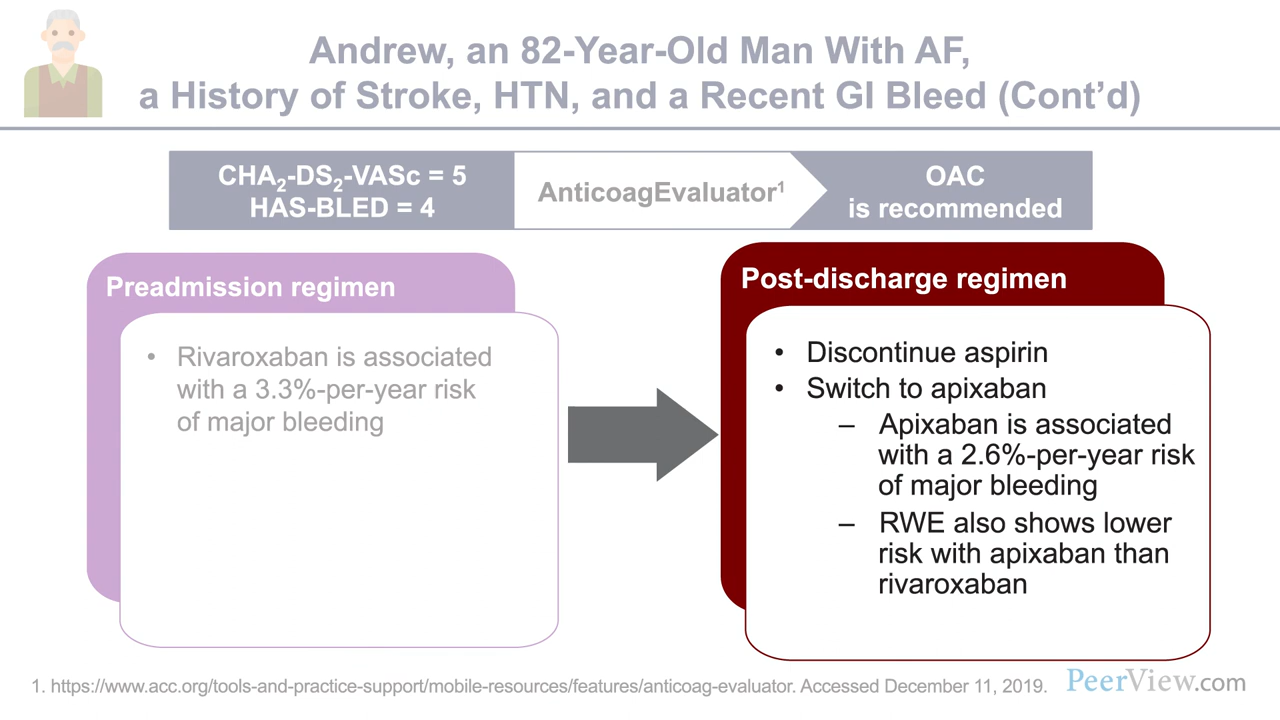 Andrew, an 82-Year-Old Man With AF,
a History of Stroke, HTN, and a Recent GI Bleed (Cont’d)
CHA2-DS2-VASc = 5
HAS-BLED = 4
AnticoagEvaluator1
OAC
is recommended
Preadmission regimen
• Rivaroxaban is associated
with a 3.3%-per-year risk
of major bleeding
Post-discharge regimen
• Discontinue aspirin
• Switch to apixaban
– Apixaban is associated
with a 2.6%-per-year risk
of major bleeding
– RWE also shows lower
risk with apixaban than
rivaroxaban
1. https://www.acc.org/tools-and-practice-support/mobile-resources/features/anticoag-evaluator. Accessed December 11, 2019.
PeerView.com